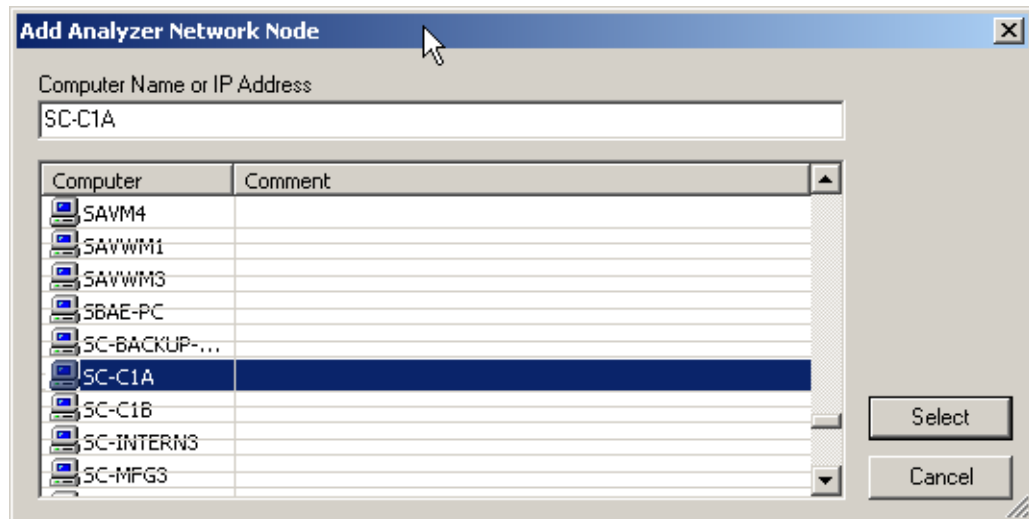 Add Analyzer Network Node
Computer Name or IP Address
SC-C1A
Computer Comment
SAVM4
SAVWM1
SAVWM3
SBAE-PC
SC-BACKUP-...
SC-C1A
SC-C1B
SC-INTERN3
SC-MFG3
Select
Cancel